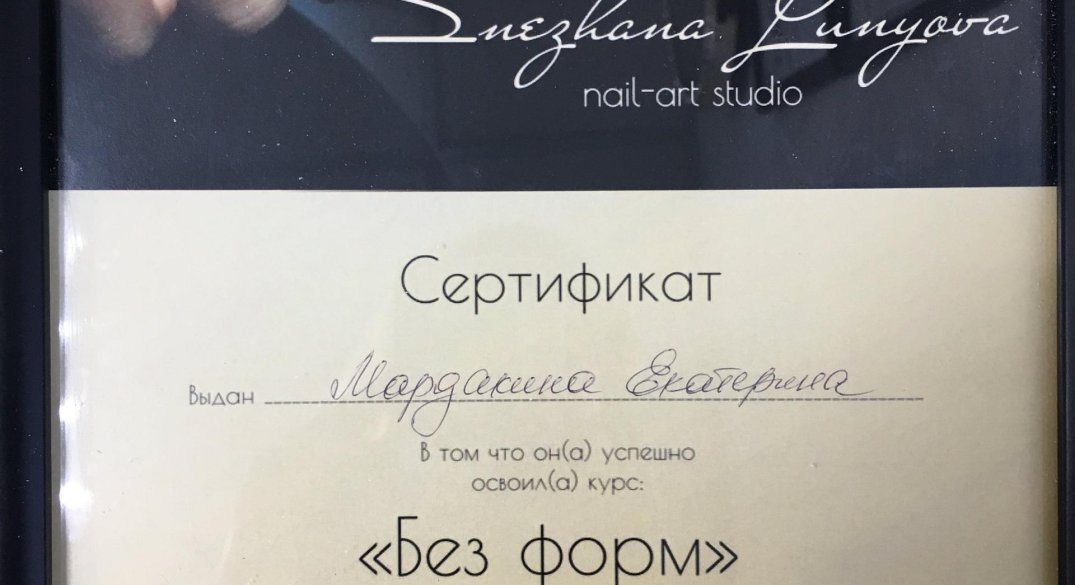 Snezhana Lunyova
nail-art studio
Сертификат
Выдан Мардакина Екатерина
В том что он(а) успешно
освоил(а) курс:
«Без форм»